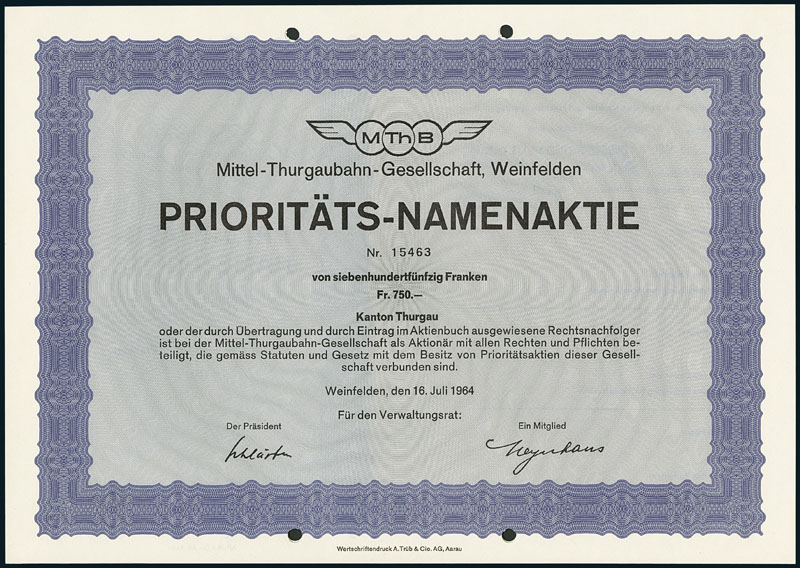 MThB
Mittel-Thurgaubahn-Gesellschaft, Weinfelden
PRIORITÄTS-NAMENAKTIE
Nr. 15463
von siebenhundertfünfzig Franken
Fr. 750.—
Kanton Thurgau
oder der durch Übertragung und durch Eintrag im Aktienbuch ausgewiesene Rechtsnachfolger
ist bei der Mittel-Thurgaubahn-Gesellschaft als Aktionär mit allen Rechten und Pflichten be-
teiligt, die gemäss Statuten und Gesetz mit dem Besitz von Prioritätsaktien dieser Gesell-
schaft verbunden sind.
Weinfelden, den 16. Juli 1964
Für den Verwaltungsrat:
Der Präsident Ein Mitglied
Wertschriftendruck A. Trüb & Cie. AG, Aarau